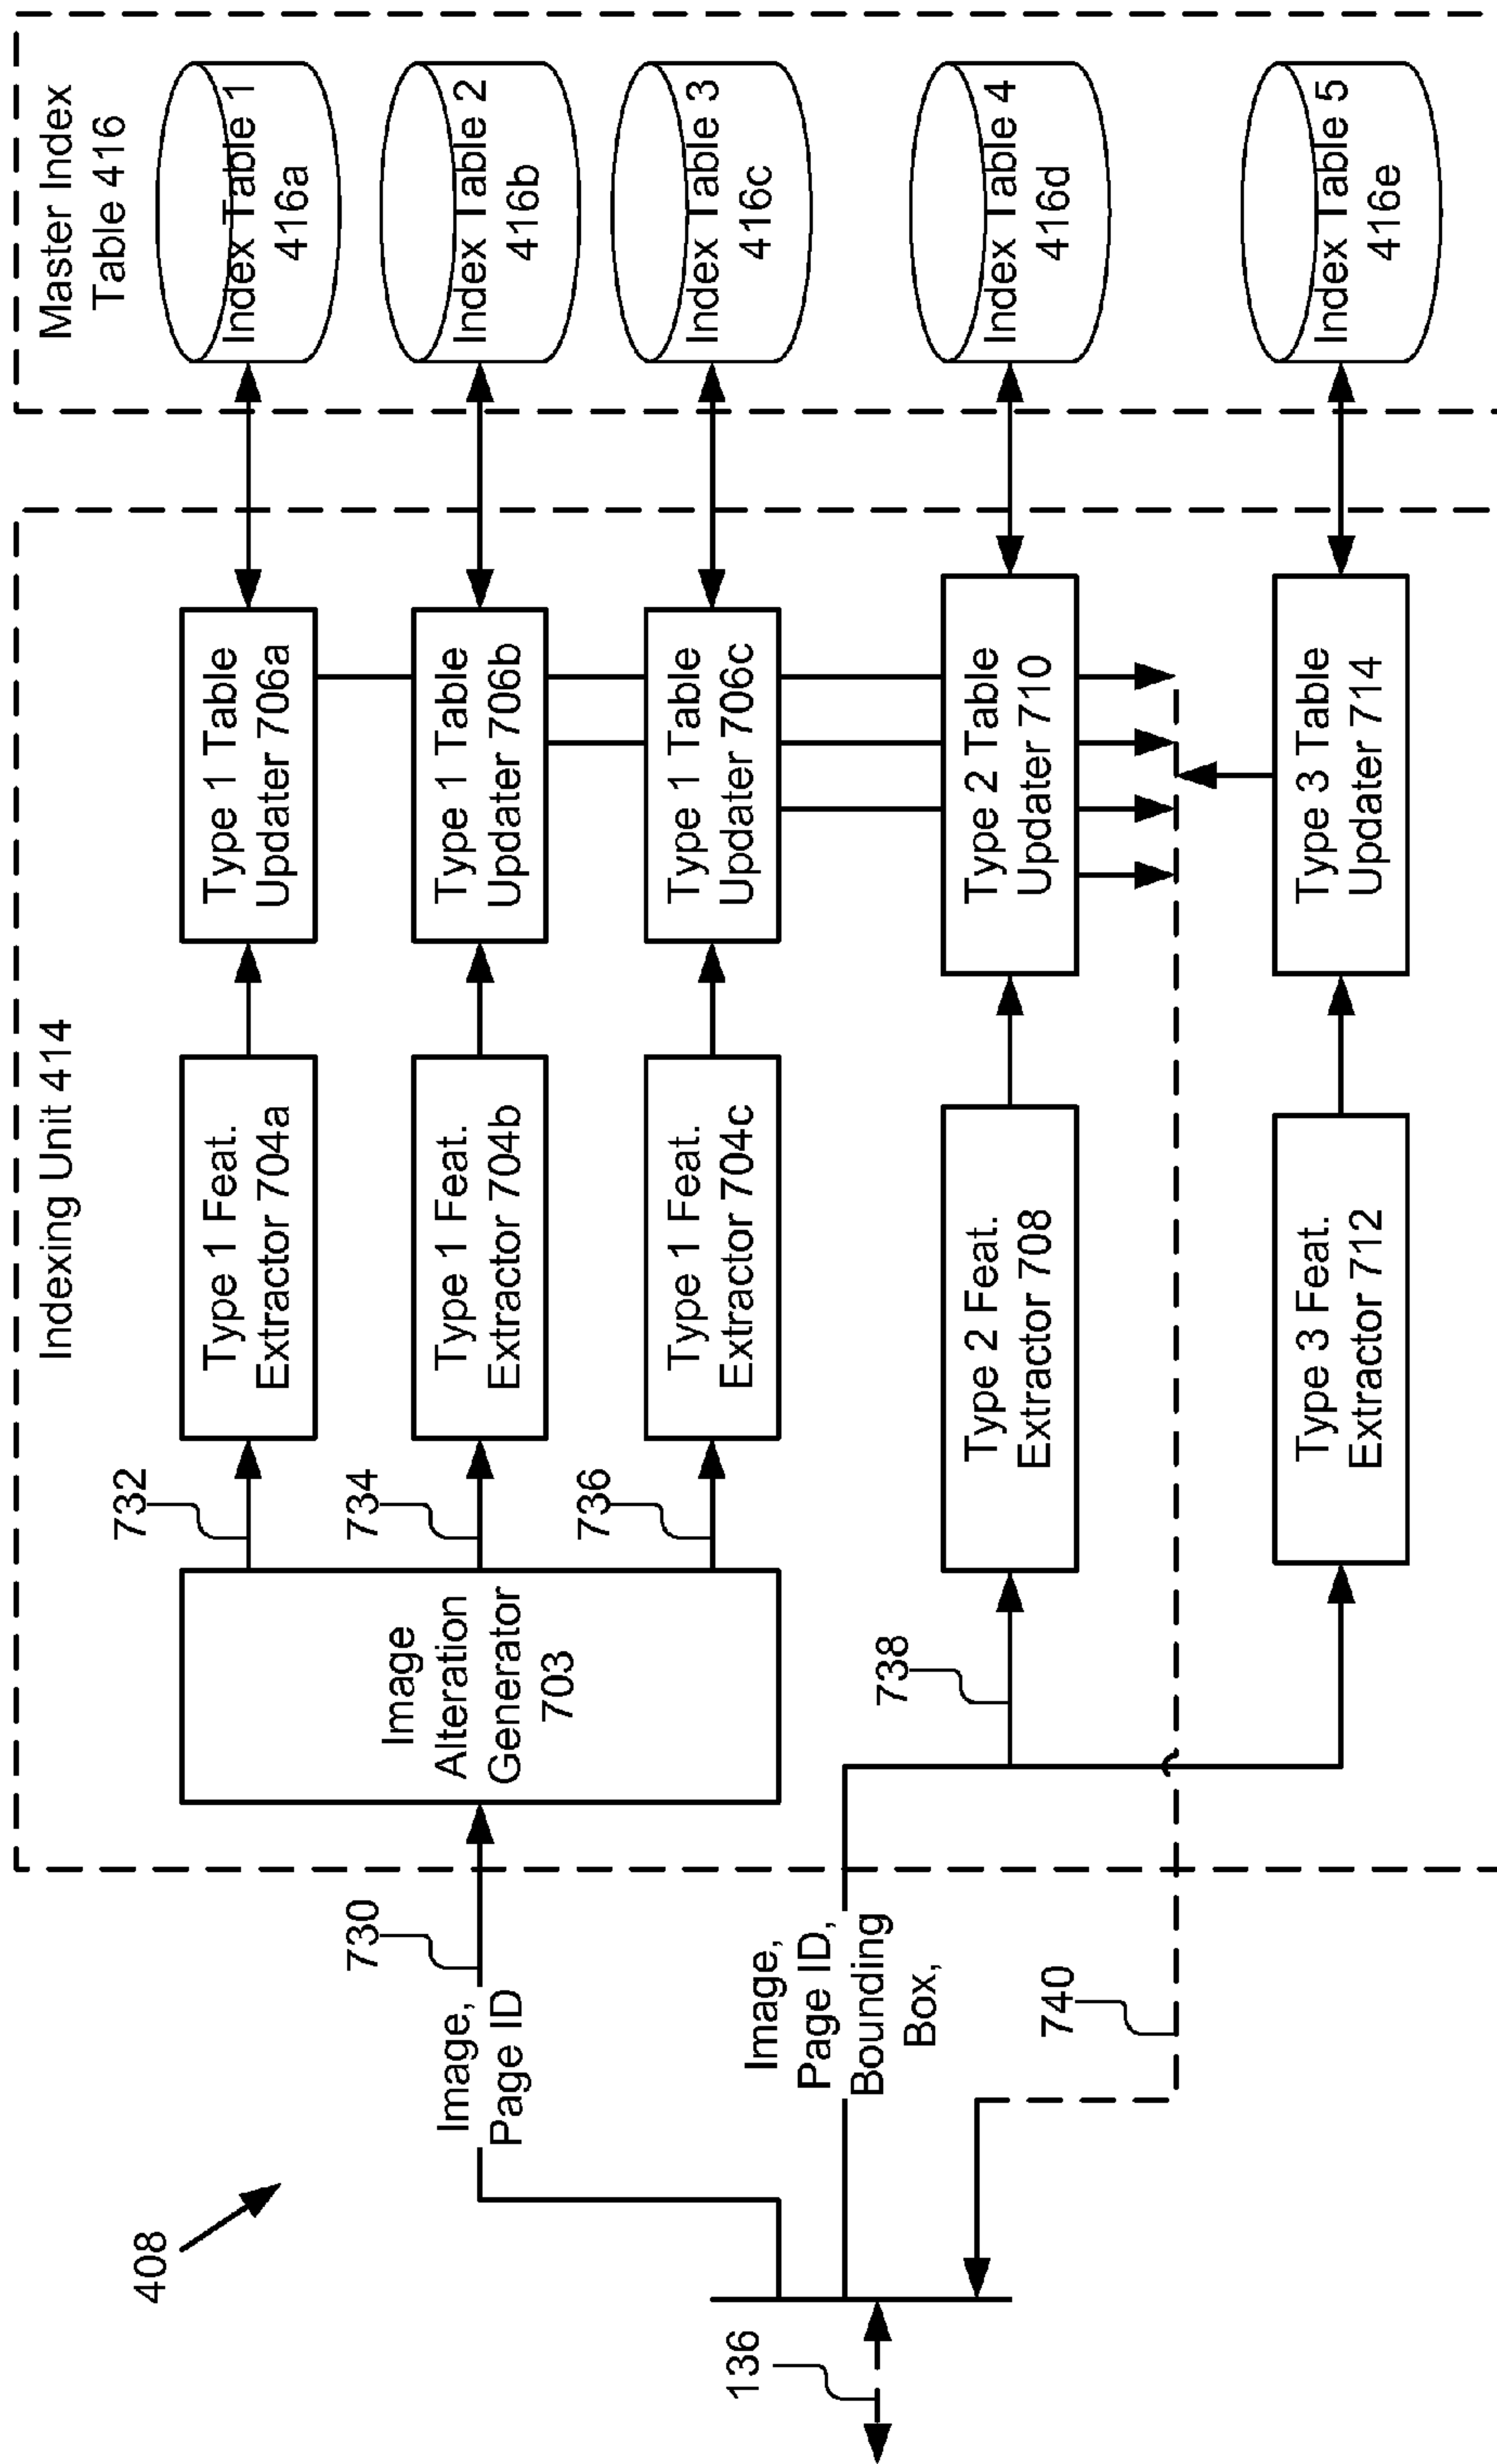 408
136
Image,
Page ID
730
Image,
Page ID,
Bounding
Box,
740
Indexing Unit 414
Image
Alteration
Generator
703
732
734
736
738
Type 1 Feat.
Extractor 704a
Type 1 Feat.
Extractor 704b
Type 1 Feat.
Extractor 704c
Type 2 Feat.
Extractor 708
Type 3 Feat.
Extractor 712
Type 1 Table
Updater 706a
Type 1 Table
Updater 706b
Type 1 Table
Updater 706c
Type 2 Table
Updater 710
Type 3 Table
Updater 714
Master Index
Table 416
Index Table 1
416a
Index Table 2
416b
Index Table 3
416c
Index Table 4
416d
Index Table 5
416e